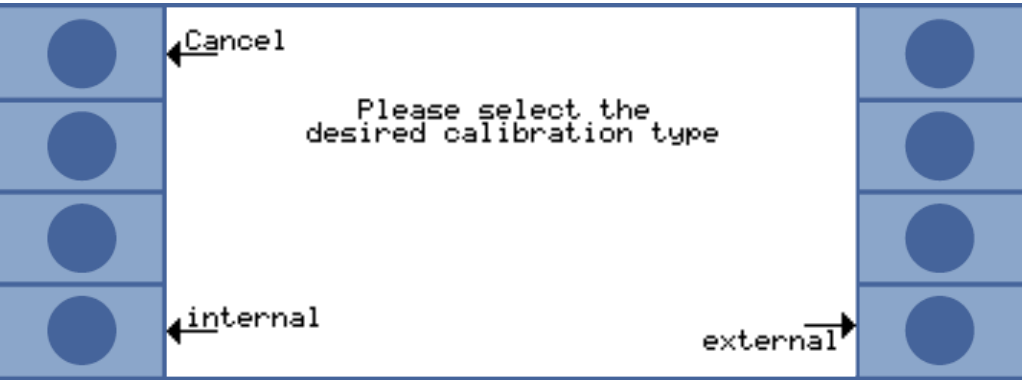 Cancel
Please select the
desired calibration type
internal
external